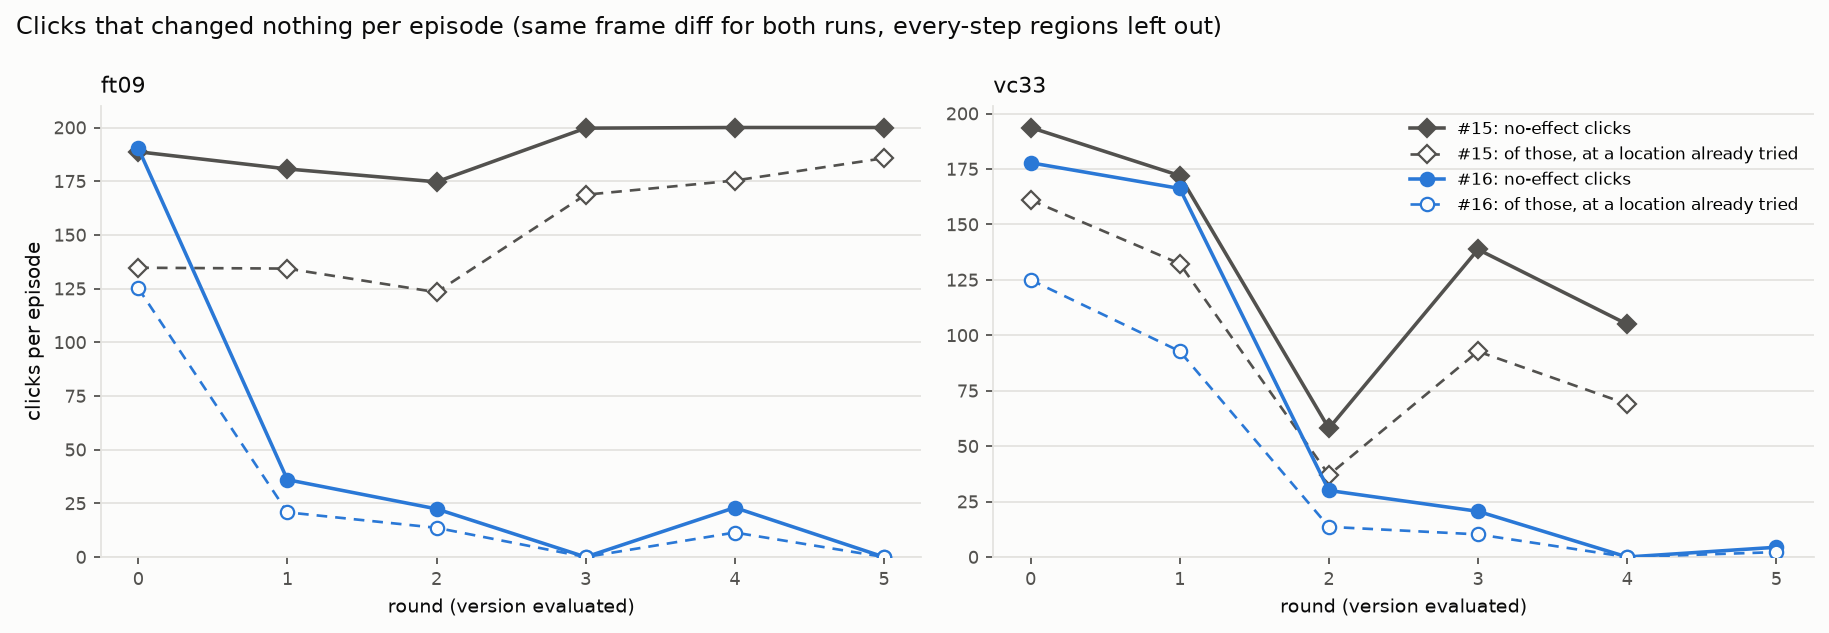 Clicks that changed nothing per episode (same frame diff for both runs, every-step regions left out)
ft09
clicks per episode
200
175
150
125
100
75
50
25
0
0 1 2 3 4 5
round (version evaluated)
vc33
200
175
150
125
100
75
50
25
0
0 1 2 3 4 5
round (version evaluated)
#15: no-effect clicks
#15: of those, at a location already tried
#16: no-effect clicks
#16: of those, at a location already tried